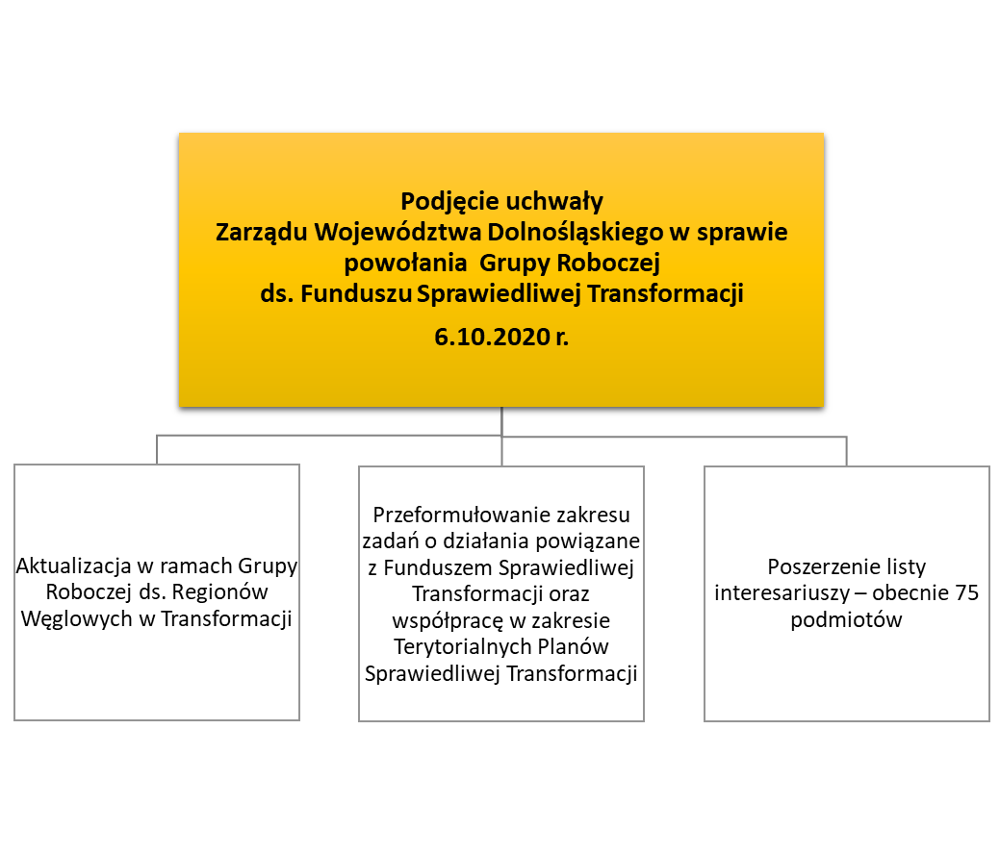 Podjęcie uchwały
Zarządu Województwa Dolnośląskiego w sprawie
powołania Grupy Roboczej
ds. Funduszu Sprawiedliwej Transformacji
6.10.2020 r.
Aktualizacja w ramach Grupy
Roboczej ds. Regionów
Węglowych w Transformacji
Przeformułowanie zakresu
zadań o działania powiązane
z Funduszem Sprawiedliwej
Transformacji oraz
współpracę w zakresie
Terytorialnych Planów
Sprawiedliwej Transformacji
Poszerzenie listy
interesariuszy – obecnie 75
podmiotów